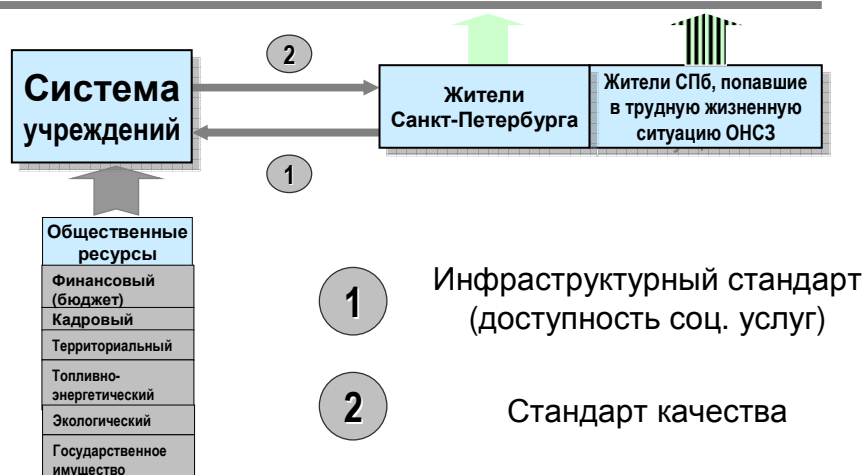 2
Система
учреждений
Жители
Санкт-Петербурга
Жители СПб, попавшие
в трудную жизненную
ситуацию ОНСЗ
1
Общественные
ресурсы
Финансовый
(бюджет)
Кадровый
Территориальный
Топливно-
энергетический
Экологический
Государственное
имущество
1
Инфраструктурный стандарт
(доступность соц. услуг)
2
Стандарт качества